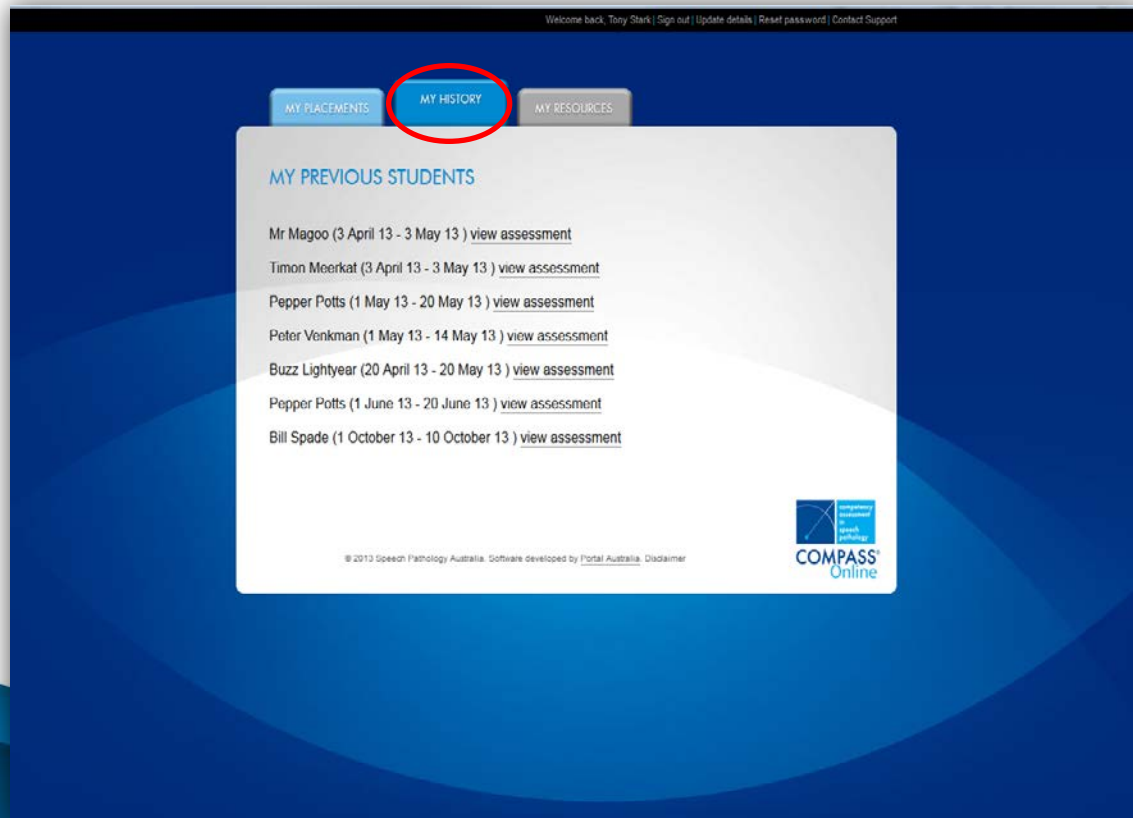 Welcome back, Tony Stark | Sign out | Update details | Reset password | Contact Support
MY PLACEMENTS
MY HISTORY
MY RESOURCES
MY PREVIOUS STUDENTS
Mr Magoo (3 April 13 - 3 May 13 ) view assessment
Timon Meerkat (3 April 13 - 3 May 13 ) view assessment
Pepper Potts (1 May 13 - 20 May 13 ) view assessment
Peter Venkman (1 May 13 - 14 May 13 ) view assessment
Buzz Lightyear (20 April 13 - 20 May 13 ) view assessment
Pepper Potts (1 June 13 - 20 June 13 ) view assessment
Bill Spade (1 October 13 - 10 October 13 ) view assessment
competency
assessment
in
speech
pathology
COMPASS®
Online
© 2013 Speech Pathology Australia. Software developed by Portal Australia. Disclaimer